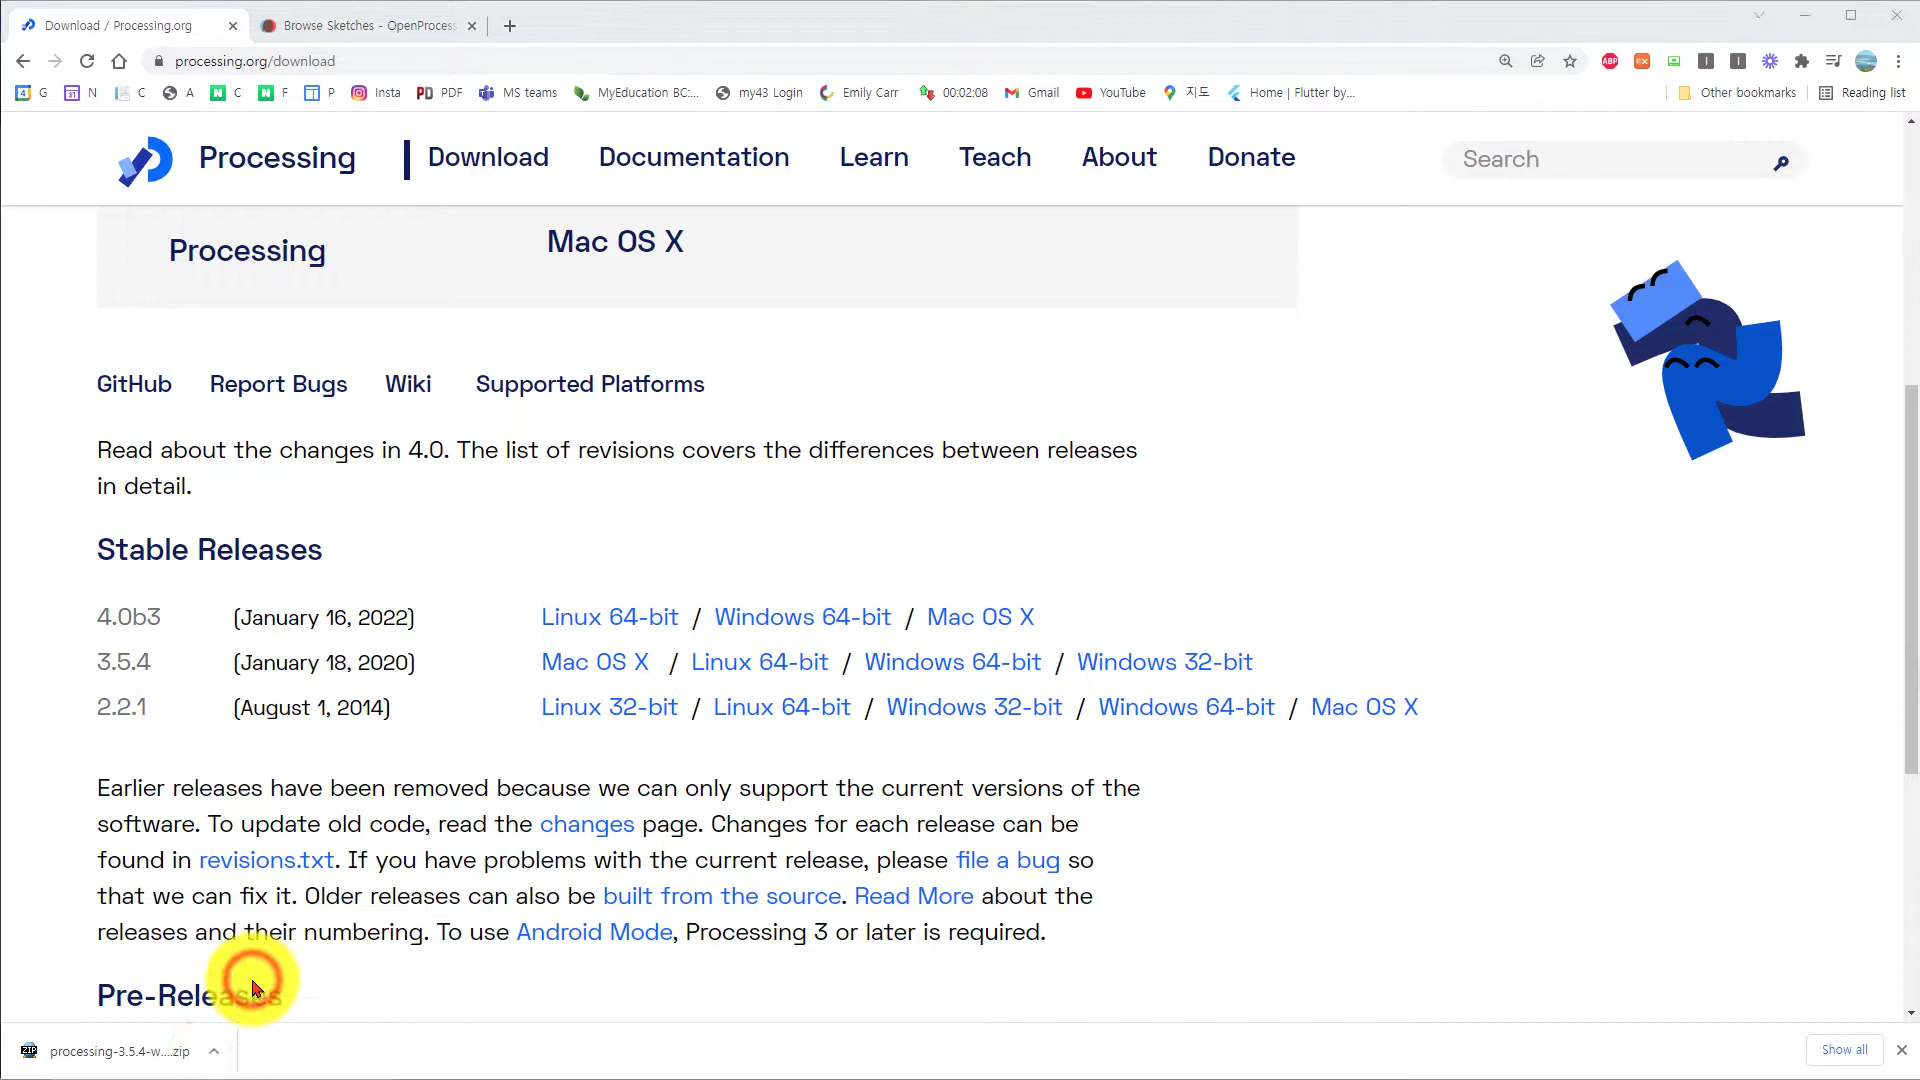 Download / Processing.org
Browse Sketches - OpenProcess
processing.org/download
G N C A C F P Insta PDF MS teams MyEducation BC:... my43 Login Emily Carr 00:02:08 Gmail YouTube 지도 Home | Flutter by... Other bookmarks Reading list
Processing Download Documentation Learn Teach About Donate Search
Processing Mac OS X
GitHub Report Bugs Wiki Supported Platforms
Read about the changes in 4.0. The list of revisions covers the differences between releases
in detail.
Stable Releases
4.0b3 (January 16, 2022) Linux 64-bit / Windows 64-bit / Mac OS X
3.5.4 (January 18, 2020) Mac OS X / Linux 64-bit / Windows 64-bit / Windows 32-bit
2.2.1 (August 1, 2014) Linux 32-bit / Linux 64-bit / Windows 32-bit / Windows 64-bit / Mac OS X
Earlier releases have been removed because we can only support the current versions of the
software. To update old code, read the changes page. Changes for each release can be
found in revisions.txt. If you have problems with the current release, please file a bug so
that we can fix it. Older releases can also be built from the source. Read More about the
releases and their numbering. To use Android Mode, Processing 3 or later is required.
Pre-Releases
processing-3.5.4-w....zip Show all